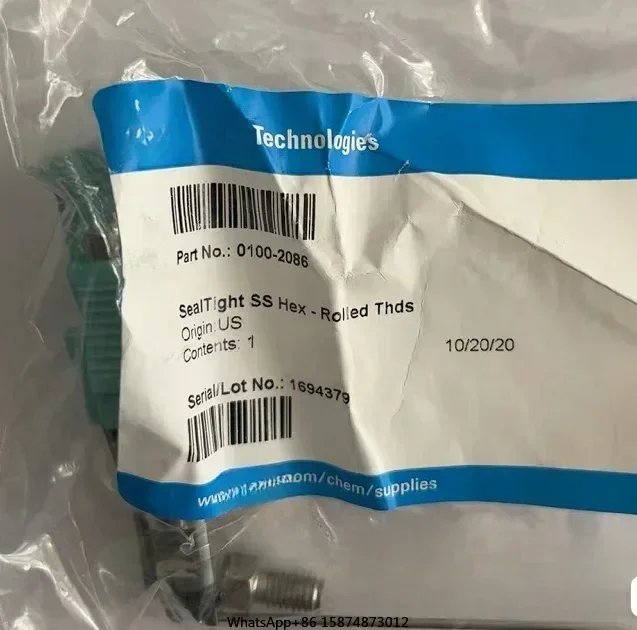 Technologies
Part No.: 0100-2086
SealTight SS Hex - Rolled Thds
Origin:US
Contents: 1
10/20/20
Serial/Lot No.: 1694379
om/chem/supplies
WhatsApp+86 15874873012